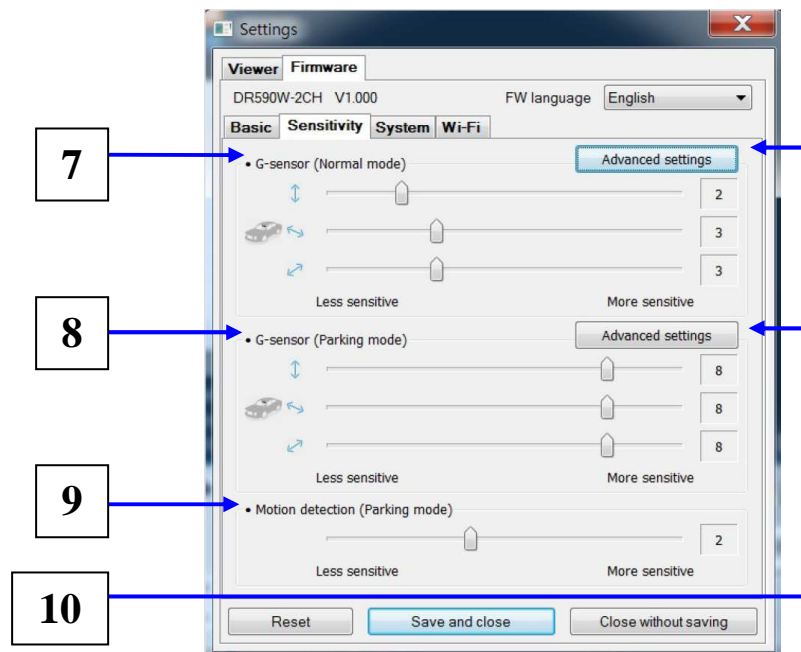 Settings
X
Viewer Firmware
DR590W-2CH V1.000 FW language English
Basic Sensitivity System Wi-Fi
7
• G-sensor (Normal mode) Advanced settings
2
3
3
Less sensitive More sensitive
8
• G-sensor (Parking mode) Advanced settings
8
8
8
Less sensitive More sensitive
9
• Motion detection (Parking mode)
2
Less sensitive More sensitive
10
Reset Save and close Close without saving